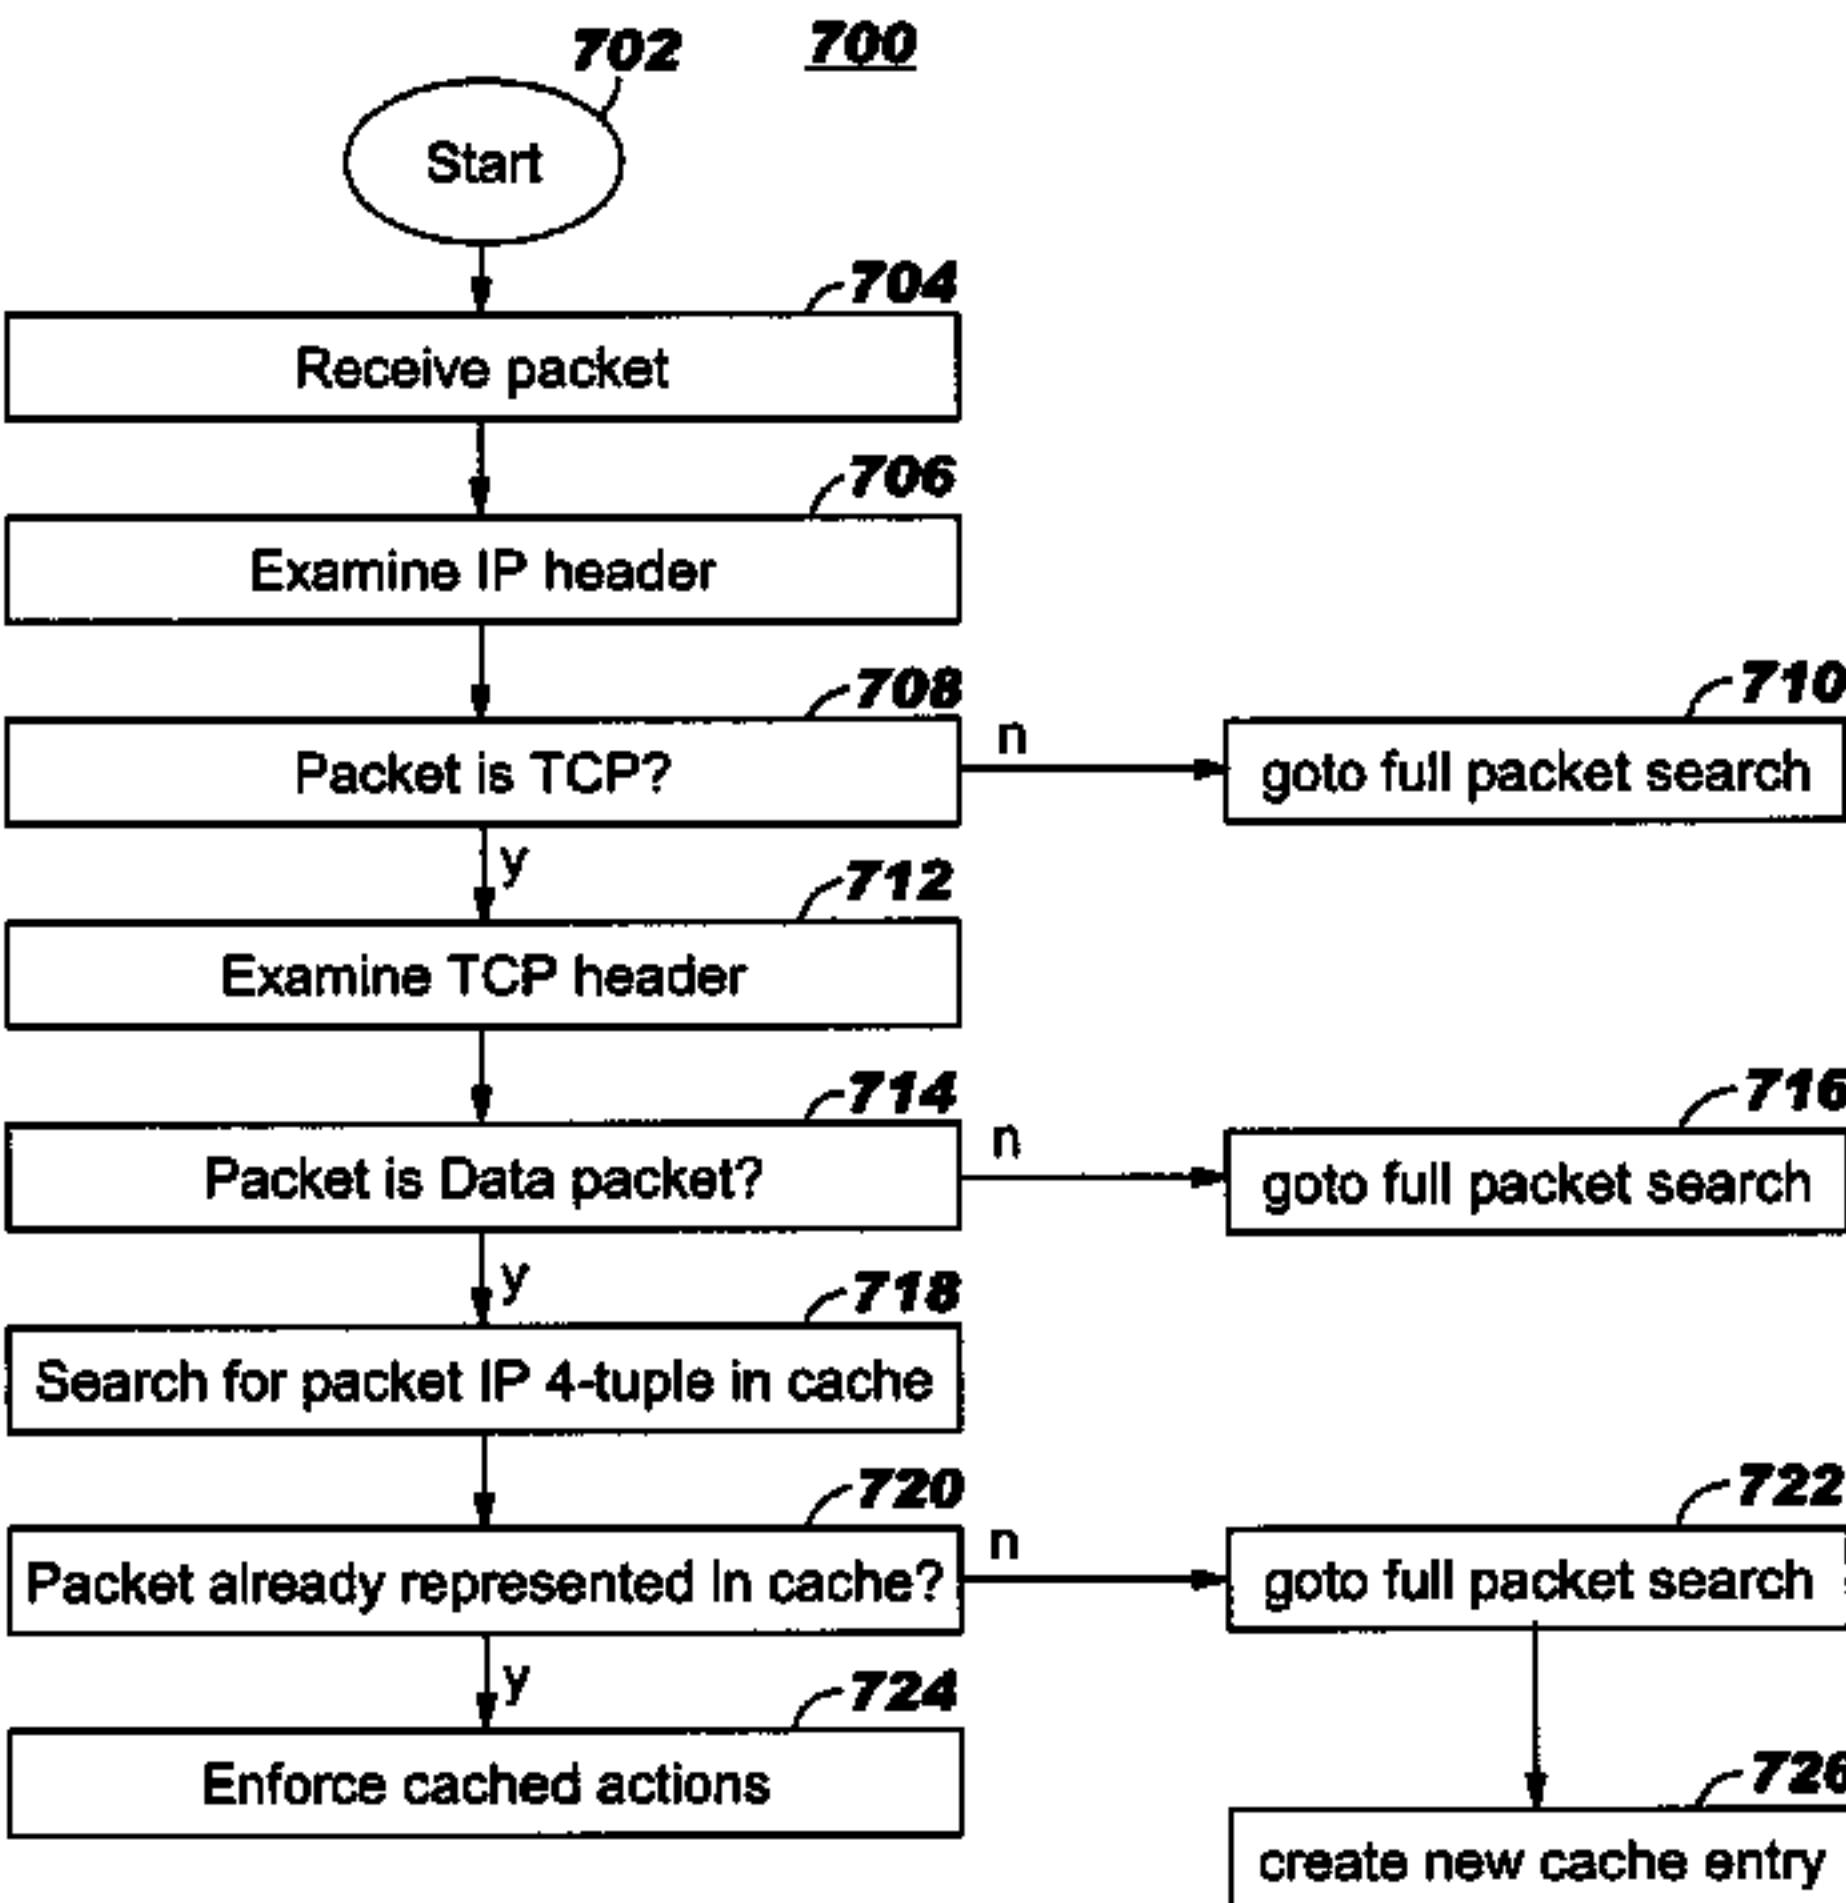 702
700
Start
704
Receive packet
706
Examine IP header
708
710
Packet is TCP?
n
goto full packet search
y
712
Examine TCP header
714
716
Packet is Data packet?
n
goto full packet search
y
718
Search for packet IP 4-tuple in cache
720
722
Packet already represented In cache?
n
goto full packet search
y
724
Enforce cached actions
726
create new cache entry